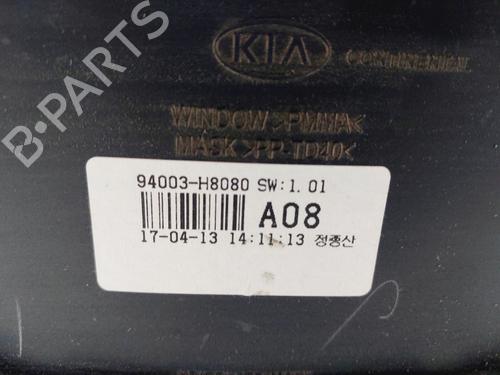 KIA CONTINENTAL
WINDOW >PMMA<
MASK >PP-TD40<
94003-H8080 SW:1.01
A08
17-04-13 14:11:13 정종산
B-PARTS